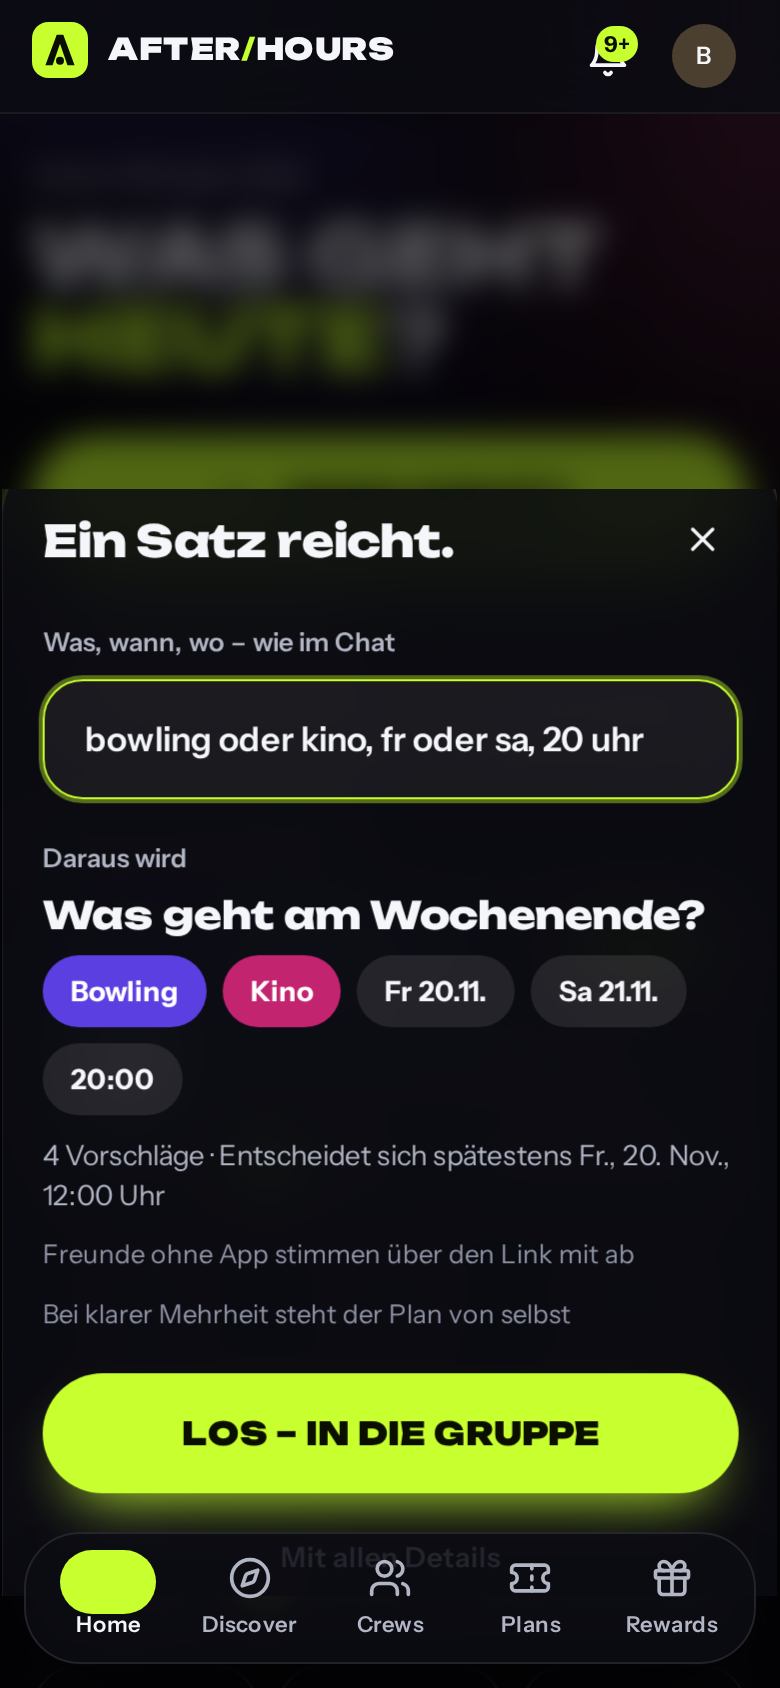 AFTER/HOURS
9+
B
WAS GEHT
HEUTE?
Ein Satz reicht.
Was, wann, wo – wie im Chat
bowling oder kino, fr oder sa, 20 uhr
Daraus wird
Was geht am Wochenende?
Bowling Kino Fr 20.11. Sa 21.11.
20:00
4 Vorschläge · Entscheidet sich spätestens Fr., 20. Nov.,
12:00 Uhr
Freunde ohne App stimmen über den Link mit ab
Bei klarer Mehrheit steht der Plan von selbst
LOS – IN DIE GRUPPE
Mit allen Details
Home Discover Crews Plans Rewards